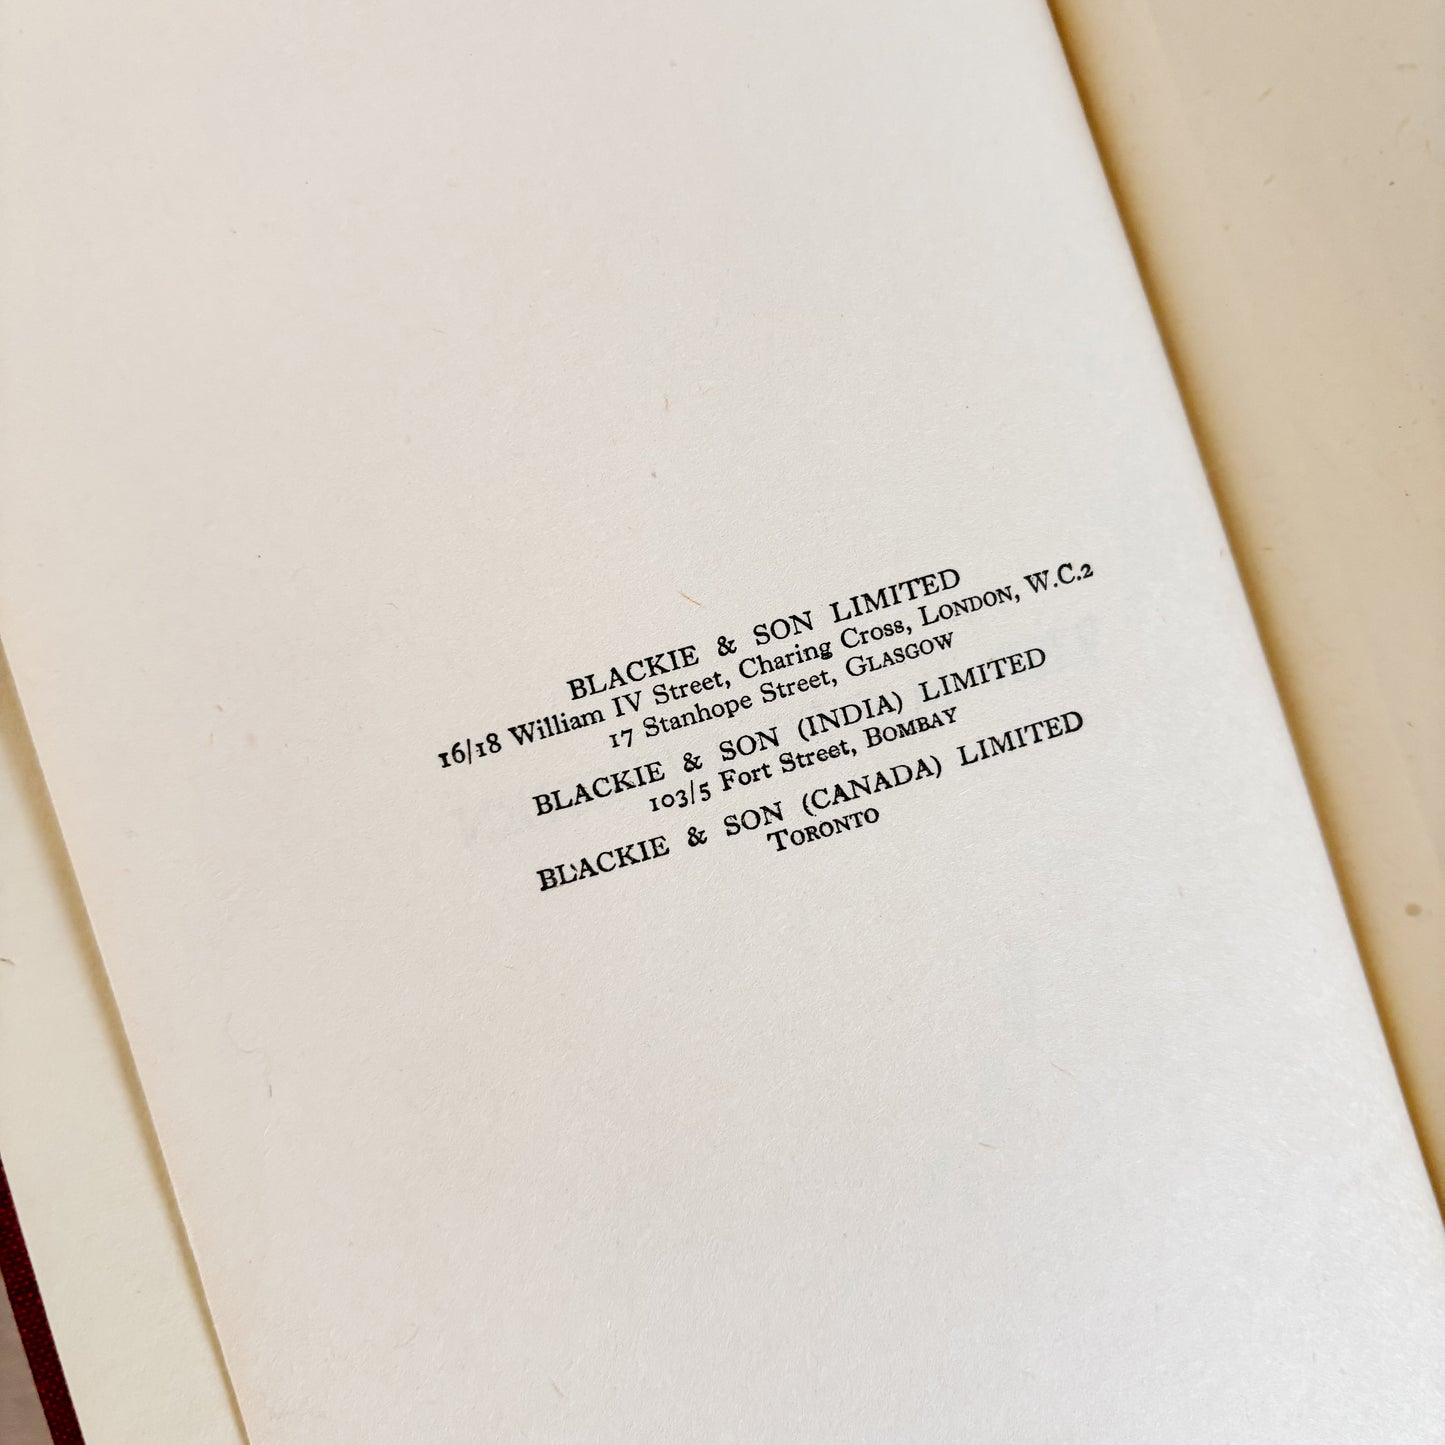 BLACKIE & SON LIMITED
16/18 William IV Street, Charing Cross, LONDON, W.C.2
17 Stanhope Street, GLASGOW
BLACKIE & SON (INDIA) LIMITED
103/5 Fort Street, BOMBAY
BLACKIE & SON (CANADA) LIMITED
TORONTO